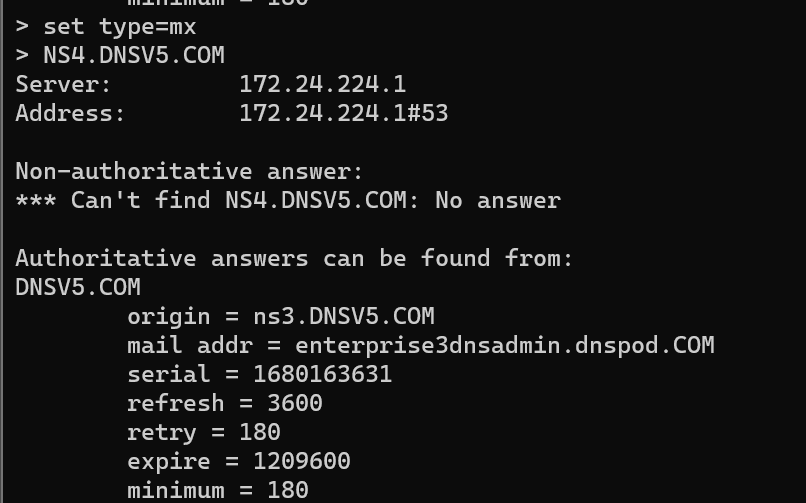 minimum = 180
> set type=mx
> NS4.DNSV5.COM
Server:         172.24.224.1
Address:        172.24.224.1#53
Non-authoritative answer:
*** Can't find NS4.DNSV5.COM: No answer
Authoritative answers can be found from:
DNSV5.COM
        origin = ns3.DNSV5.COM
        mail addr = enterprise3dnsadmin.dnspod.COM
        serial = 1680163631
        refresh = 3600
        retry = 180
        expire = 1209600
        minimum = 180